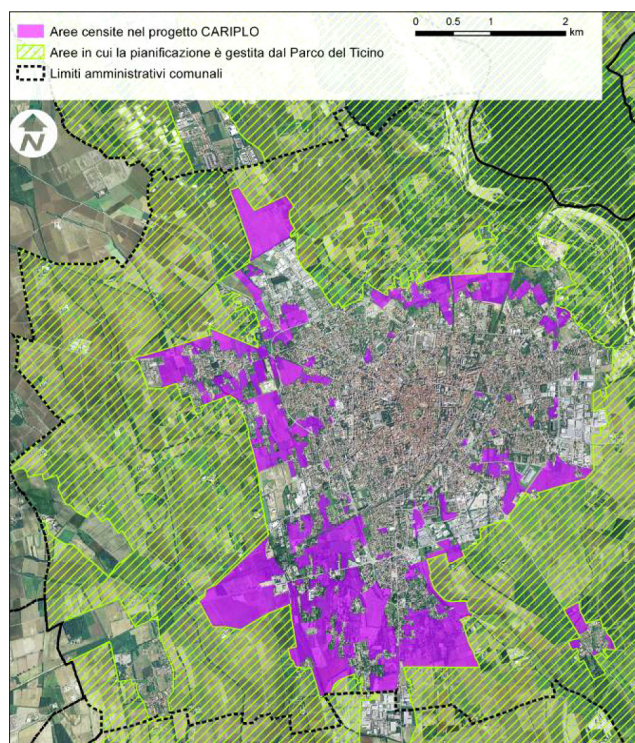 Aree censite nel progetto CARIPLO
Aree in cui la pianificazione è gestita dal Parco del Ticino
Limiti amministrativi comunali
0 0.5 1 2
km
N